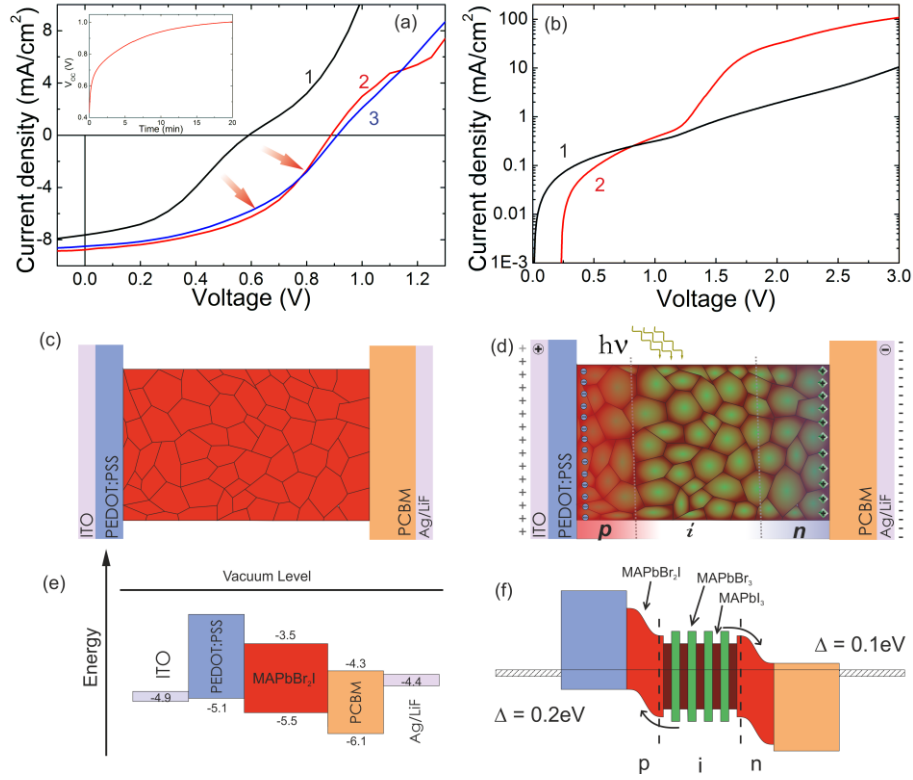 (a)
Current density (mA/cm²)
8
4
0
-4
-8
0.0 0.2 0.4 0.6 0.8 1.0 1.2
Voltage (V)
1
2
3
V_OC (V)
1.0
0.8
0.6
0.4
0 5 10 15 20
Time (min)
(b)
Current density (mA/cm²)
100
10
1
0.1
0.01
1E-3
0.0 0.5 1.0 1.5 2.0 2.5 3.0
Voltage (V)
1
2
(c)
ITO
PEDOT:PSS
PCBM
Ag/LiF
(d)
hν
ITO
PEDOT:PSS
PCBM
Ag/LiF
p i n
(e)
Energy
Vacuum Level
ITO
-4.9
PEDOT:PSS
-5.1
-3.5
MAPbBr₂I
-5.5
-4.3
PCBM
-6.1
-4.4
Ag/LiF
(f)
MAPbBr₂I
MAPbBr₃
MAPbI₃
Δ = 0.1eV
Δ = 0.2eV
p i n